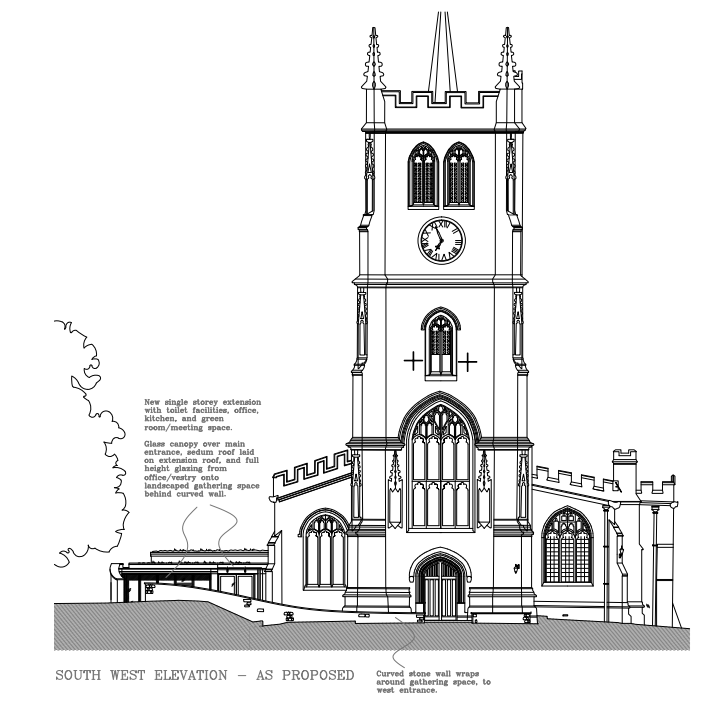 New single storey extension
with toilet facilities, office,
kitchen, and green
room/meeting space.
Glass canopy over main
entrance, sedum roof laid
on extension roof, and full
height glazing from
office/vestry onto
landscaped gathering space
behind curved wall.
SOUTH WEST ELEVATION – AS PROPOSED
Curved stone wall wraps
around gathering space, to
west entrance.